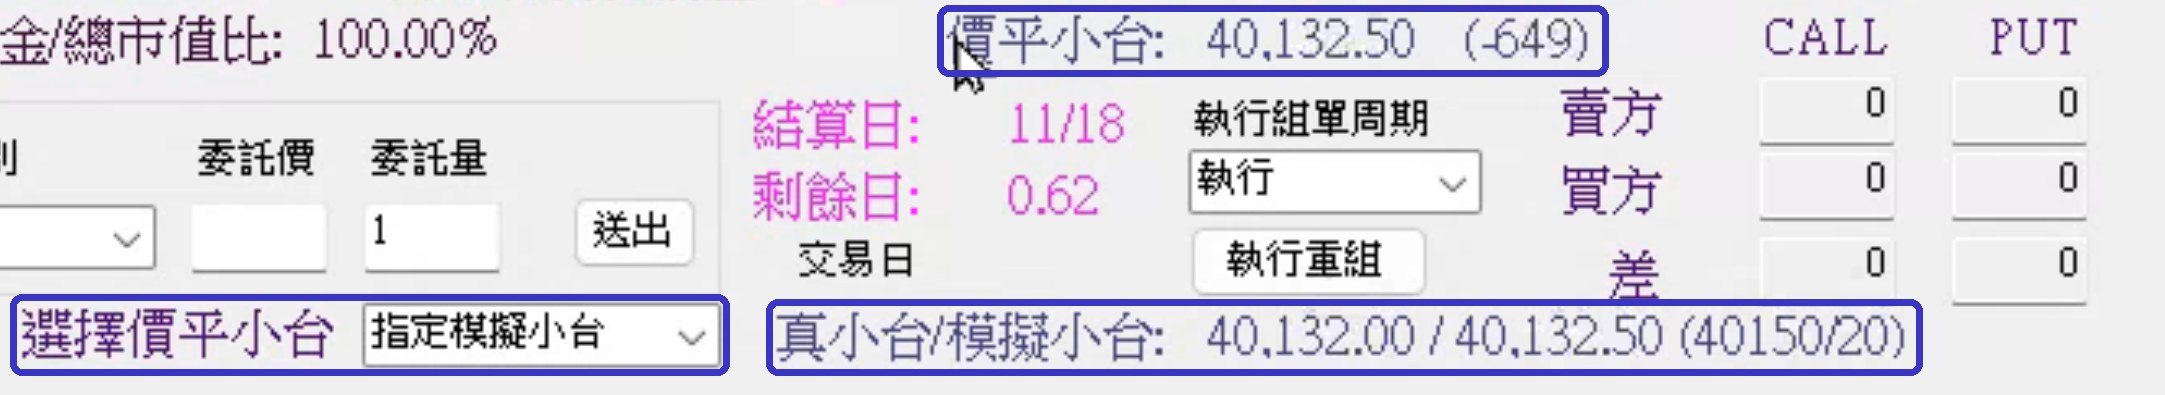 金/總市值比: 100.00%
價平小台: 40,132.50 (-649)
CALL PUT
結算日: 11/18
執行組單周期
賣方 0 0
別 委託價 委託量
剩餘日: 0.62
執行
買方 0 0
1 送出
交易日
執行重組
差 0 0
選擇價平小台 指定模擬小台
真小台/模擬小台: 40,132.00 / 40,132.50 (40150/20)